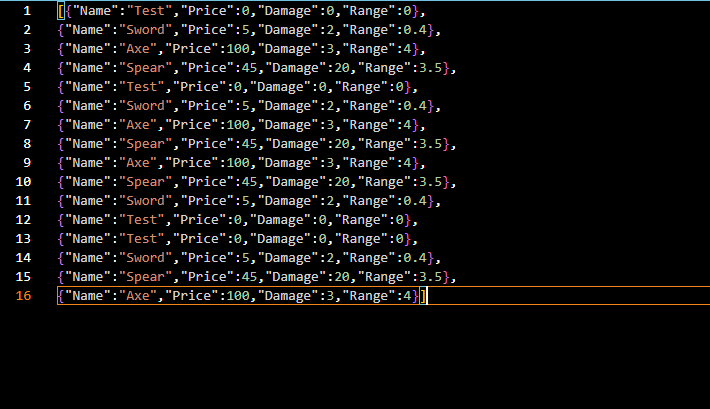 1 [{"Name":"Test","Price":0,"Damage":0,"Range":0},
2 {"Name":"Sword","Price":5,"Damage":2,"Range":0.4},
3 {"Name":"Axe","Price":100,"Damage":3,"Range":4},
4 {"Name":"Spear","Price":45,"Damage":20,"Range":3.5},
5 {"Name":"Test","Price":0,"Damage":0,"Range":0},
6 {"Name":"Sword","Price":5,"Damage":2,"Range":0.4},
7 {"Name":"Axe","Price":100,"Damage":3,"Range":4},
8 {"Name":"Spear","Price":45,"Damage":20,"Range":3.5},
9 {"Name":"Axe","Price":100,"Damage":3,"Range":4},
10 {"Name":"Spear","Price":45,"Damage":20,"Range":3.5},
11 {"Name":"Sword","Price":5,"Damage":2,"Range":0.4},
12 {"Name":"Test","Price":0,"Damage":0,"Range":0},
13 {"Name":"Test","Price":0,"Damage":0,"Range":0},
14 {"Name":"Sword","Price":5,"Damage":2,"Range":0.4},
15 {"Name":"Spear","Price":45,"Damage":20,"Range":3.5},
16 {"Name":"Axe","Price":100,"Damage":3,"Range":4}]